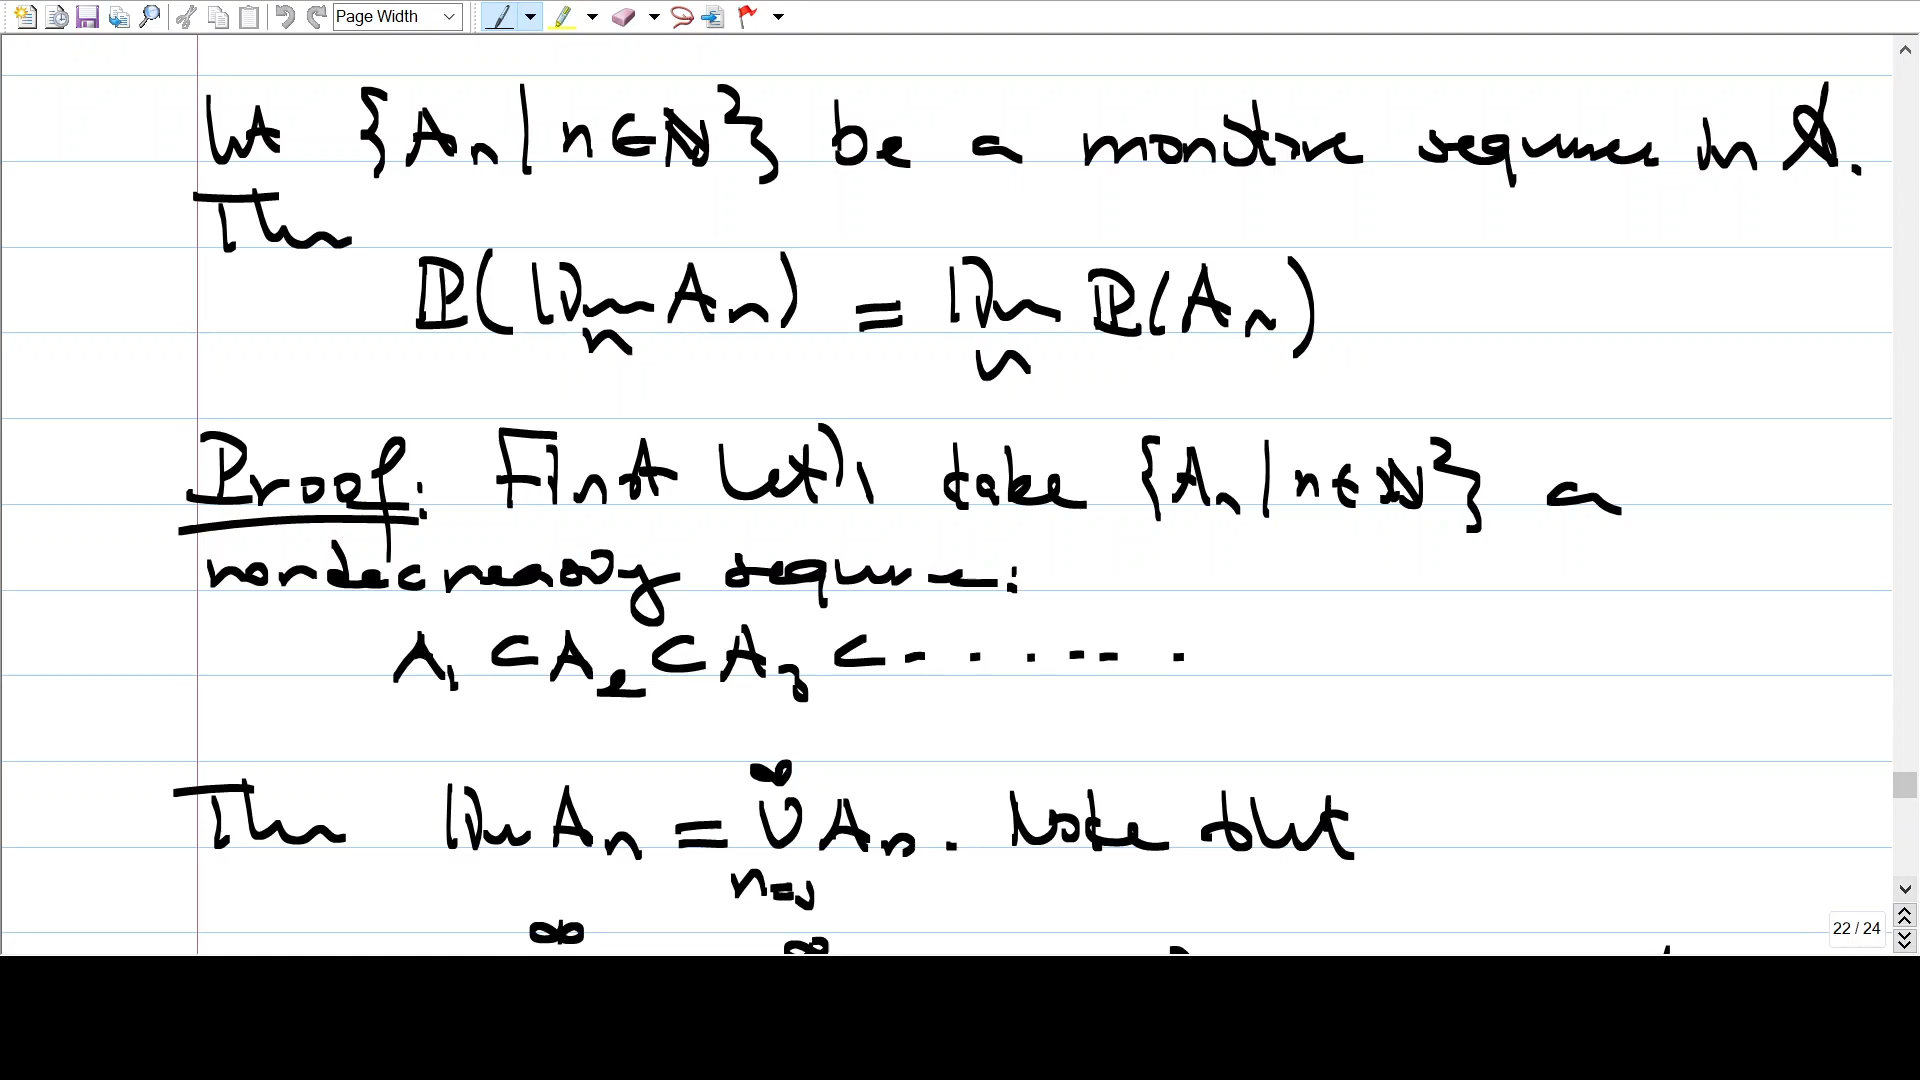 Page Width
Let {An | n∈ℕ} be a monotone sequence in 𝒜.
Then
ℙ(lim An) = lim ℙ(An)
n n
Proof: First let's take {An | n∈ℕ} a
nondecreasing sequence:
A1 ⊂ A2 ⊂ A3 ⊂ - · · · - - ·
∞
Then lim An = ∪ An. Note that
n=1
∞ ∞
22 / 24